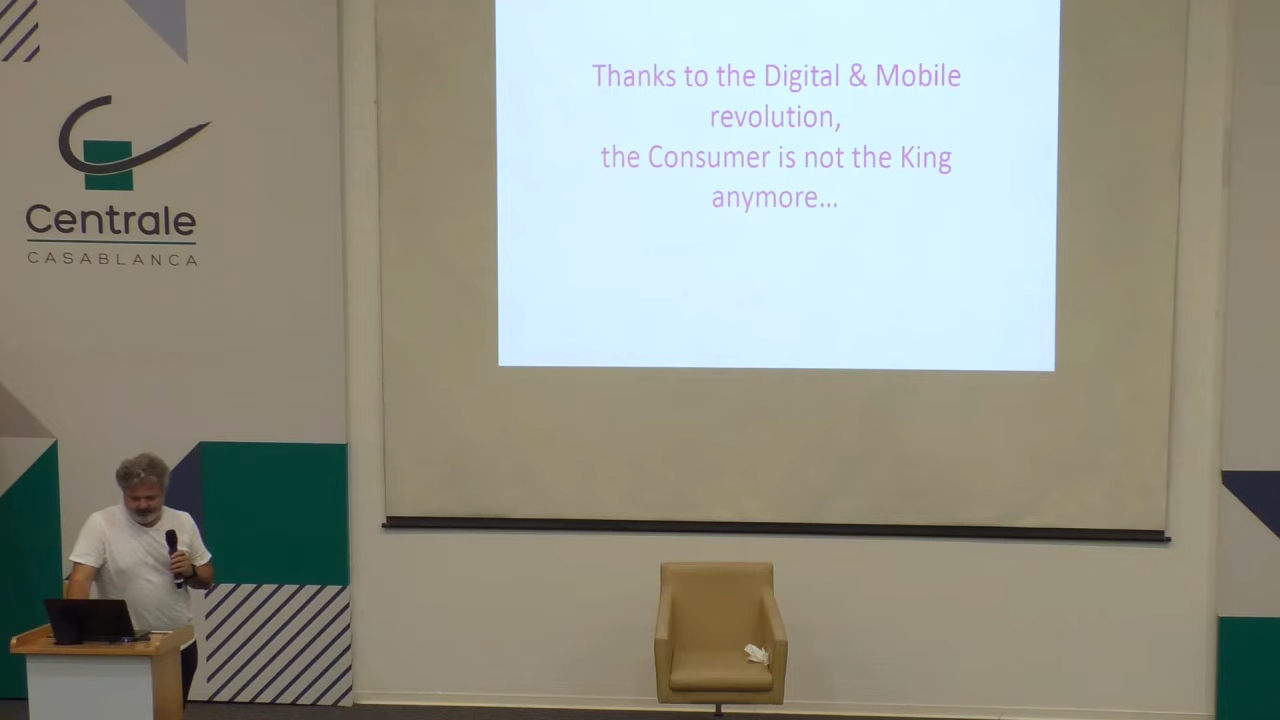 Centrale
CASABLANCA
Thanks to the Digital & Mobile
revolution,
the Consumer is not the King
anymore...